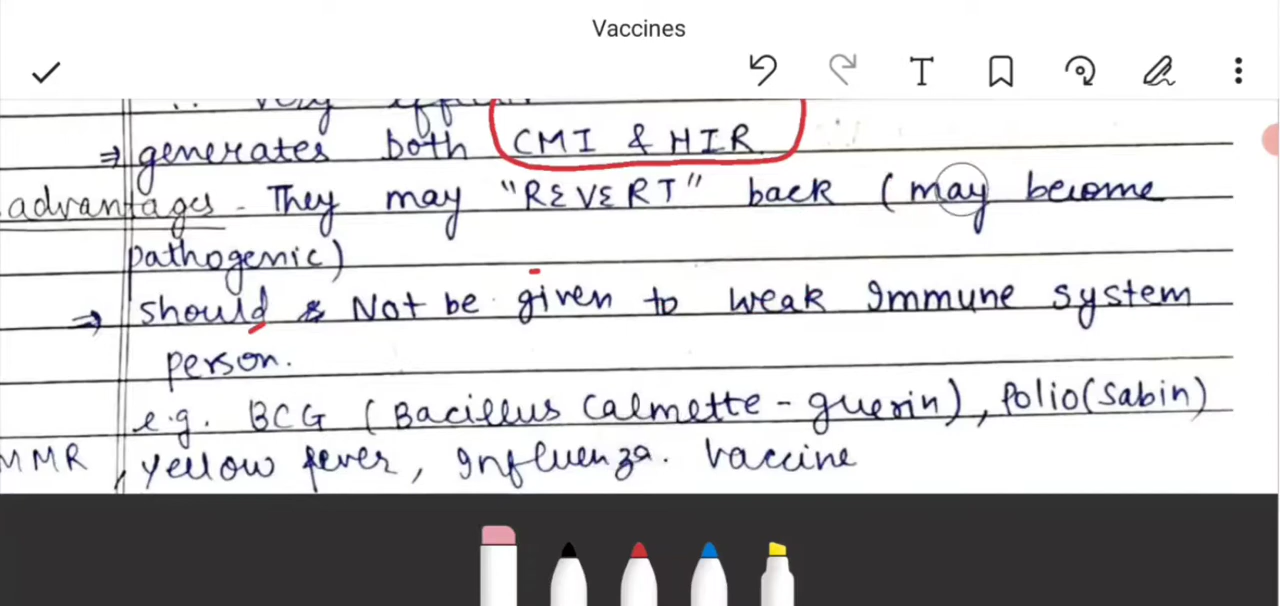 Vaccines
T
generates both CMI & HIR
advantages - They may "REVERT" back (may become
pathogenic)
⇒ should Not be given to weak Immune system
person.
e.g. BCG (Bacillus Calmette - guerin), Polio(Sabin)
MMR, yellow fever, Influenza. Vaccine